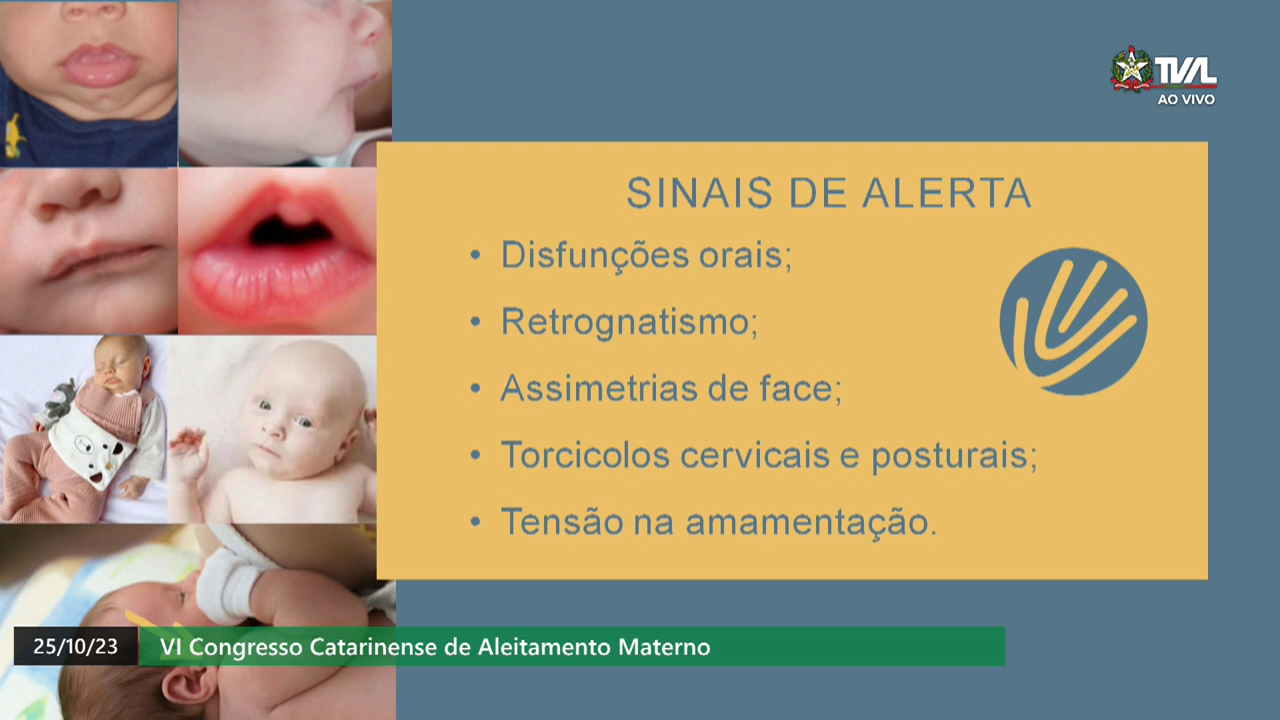 TVAL
AO VIVO
SINAIS DE ALERTA
• Disfunções orais;
• Retrognatismo;
• Assimetrias de face;
• Torcicolos cervicais e posturais;
• Tensão na amamentação.
25/10/23
VI Congresso Catarinense de Aleitamento Materno